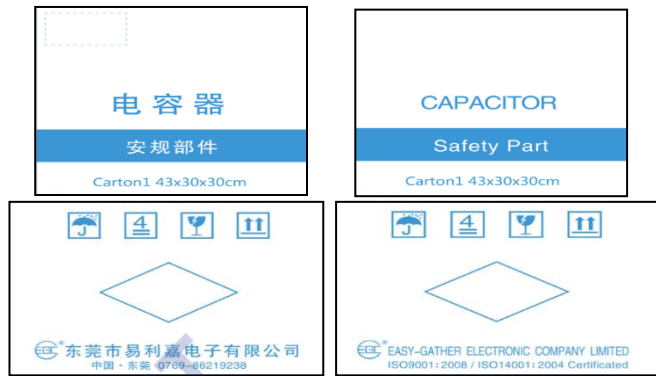 电容器
安规部件
Carton1 43x30x30cm
CAPACITOR
Safety Part
Carton1 43x30x30cm
4
EGC® 东莞市易利嘉电子有限公司
中国·东莞 0769-86219238
4
EGC® EASY-GATHER ELECTRONIC COMPANY LIMITED
ISO9001:2008 / ISO14001:2004 Certificated